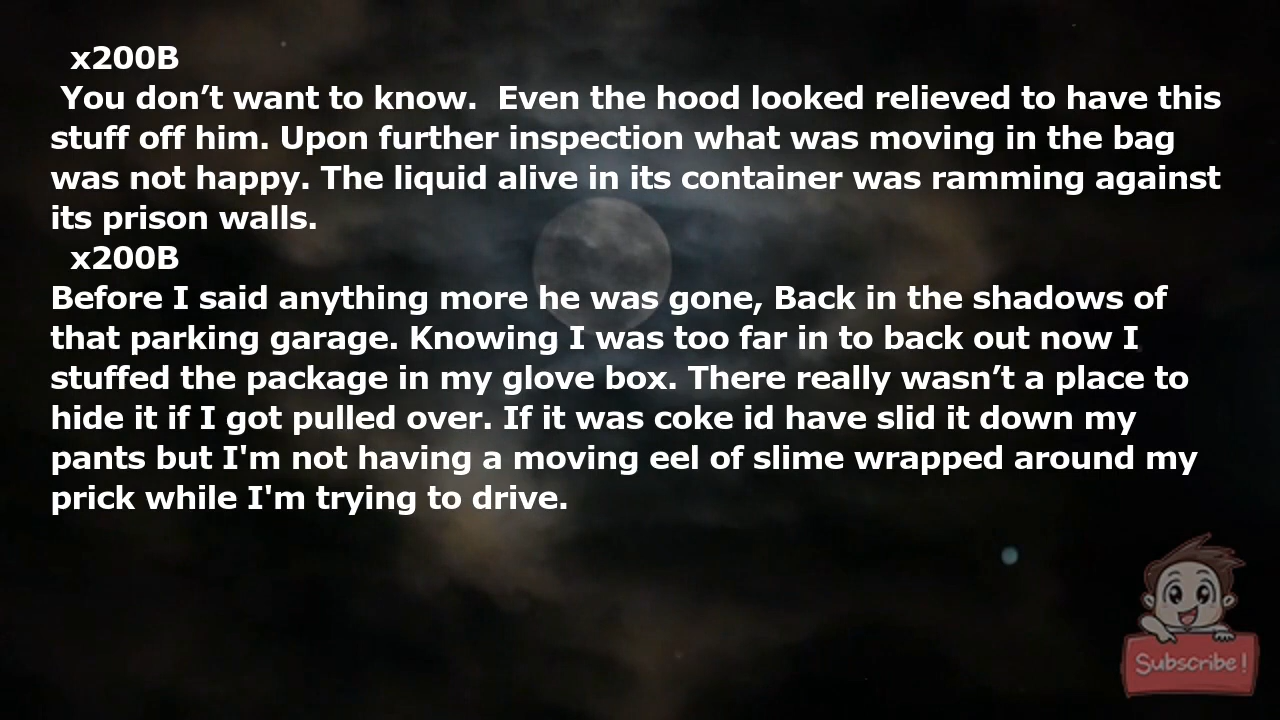 x200B
You don’t want to know.  Even the hood looked relieved to have this
stuff off him. Upon further inspection what was moving in the bag
was not happy. The liquid alive in its container was ramming against
its prison walls.
x200B
Before I said anything more he was gone, Back in the shadows of
that parking garage. Knowing I was too far in to back out now I
stuffed the package in my glove box. There really wasn’t a place to
hide it if I got pulled over. If it was coke id have slid it down my
pants but I'm not having a moving eel of slime wrapped around my
prick while I'm trying to drive.
Subscribe!